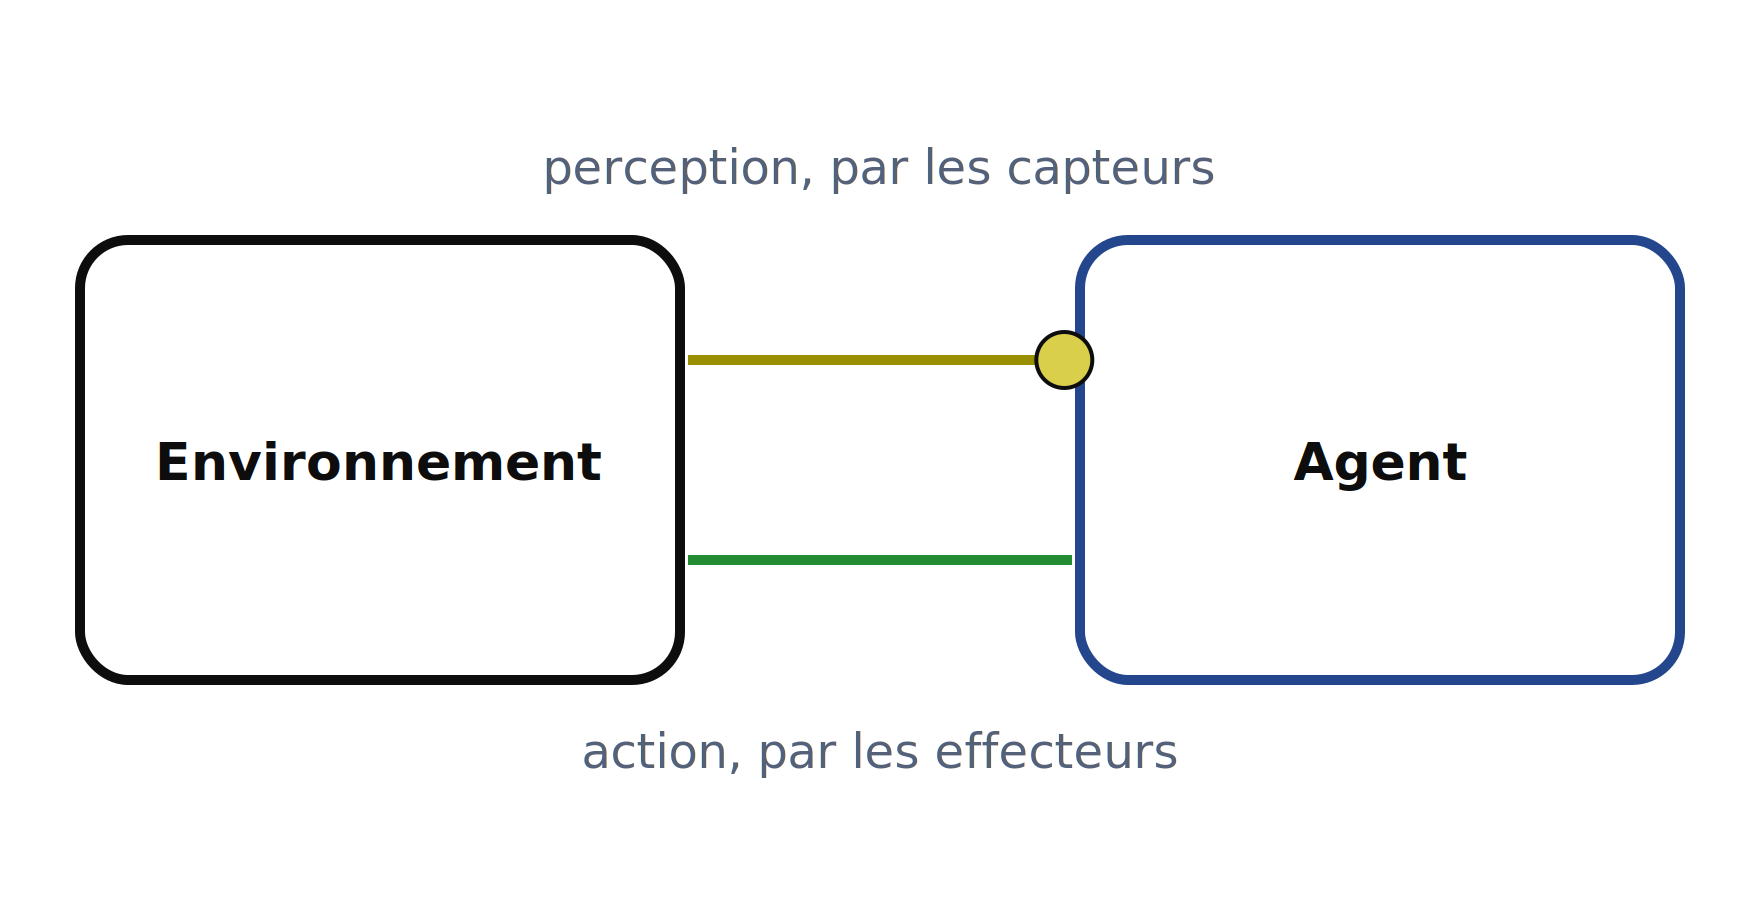 perception, par les capteurs
Environnement
Agent
action, par les effecteurs